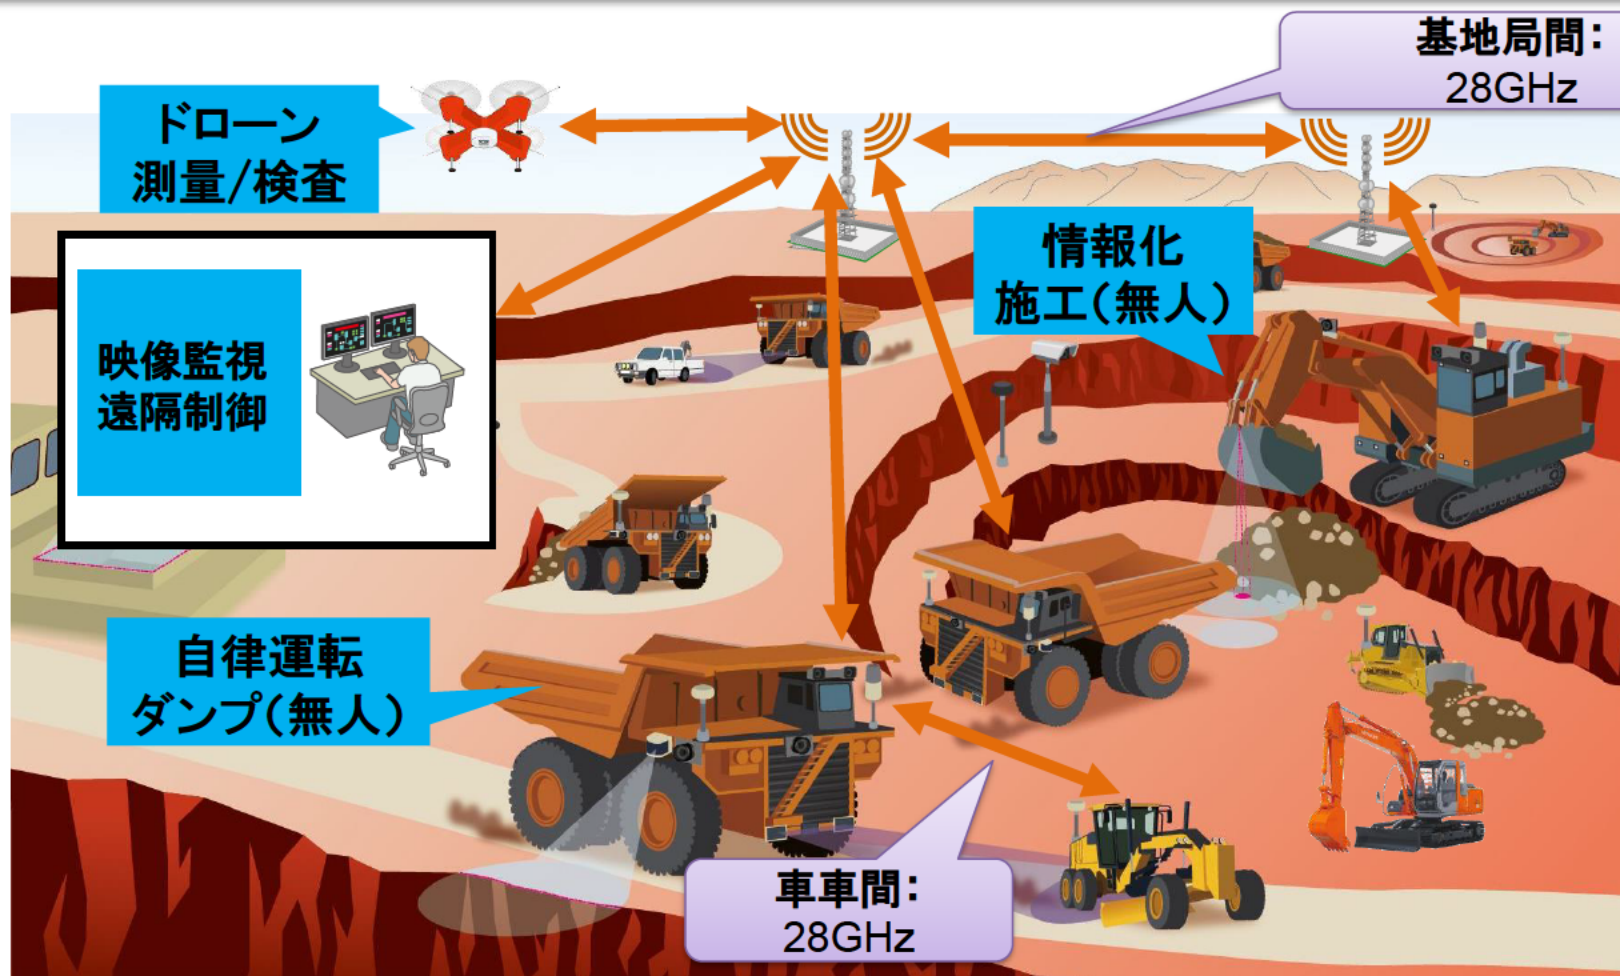 基地局間：
28GHz
ドローン
測量/検査
情報化
施工（無人）
映像監視
遠隔制御
自律運転
ダンプ（無人）
車車間：
28GHz